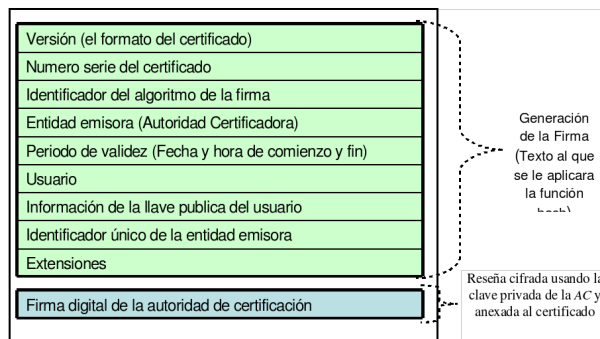 Versión (el formato del certificado)
Numero serie del certificado
Identificador del algoritmo de la firma
Entidad emisora (Autoridad Certificadora)
Periodo de validez (Fecha y hora de comienzo y fin)
Usuario
Información de la llave publica del usuario
Identificador único de la entidad emisora
Extensiones
Firma digital de la autoridad de certificación
Generación
de la Firma
(Texto al que
se le aplicara
la función
hash)
Reseña cifrada usando la
clave privada de la AC y
anexada al certificado